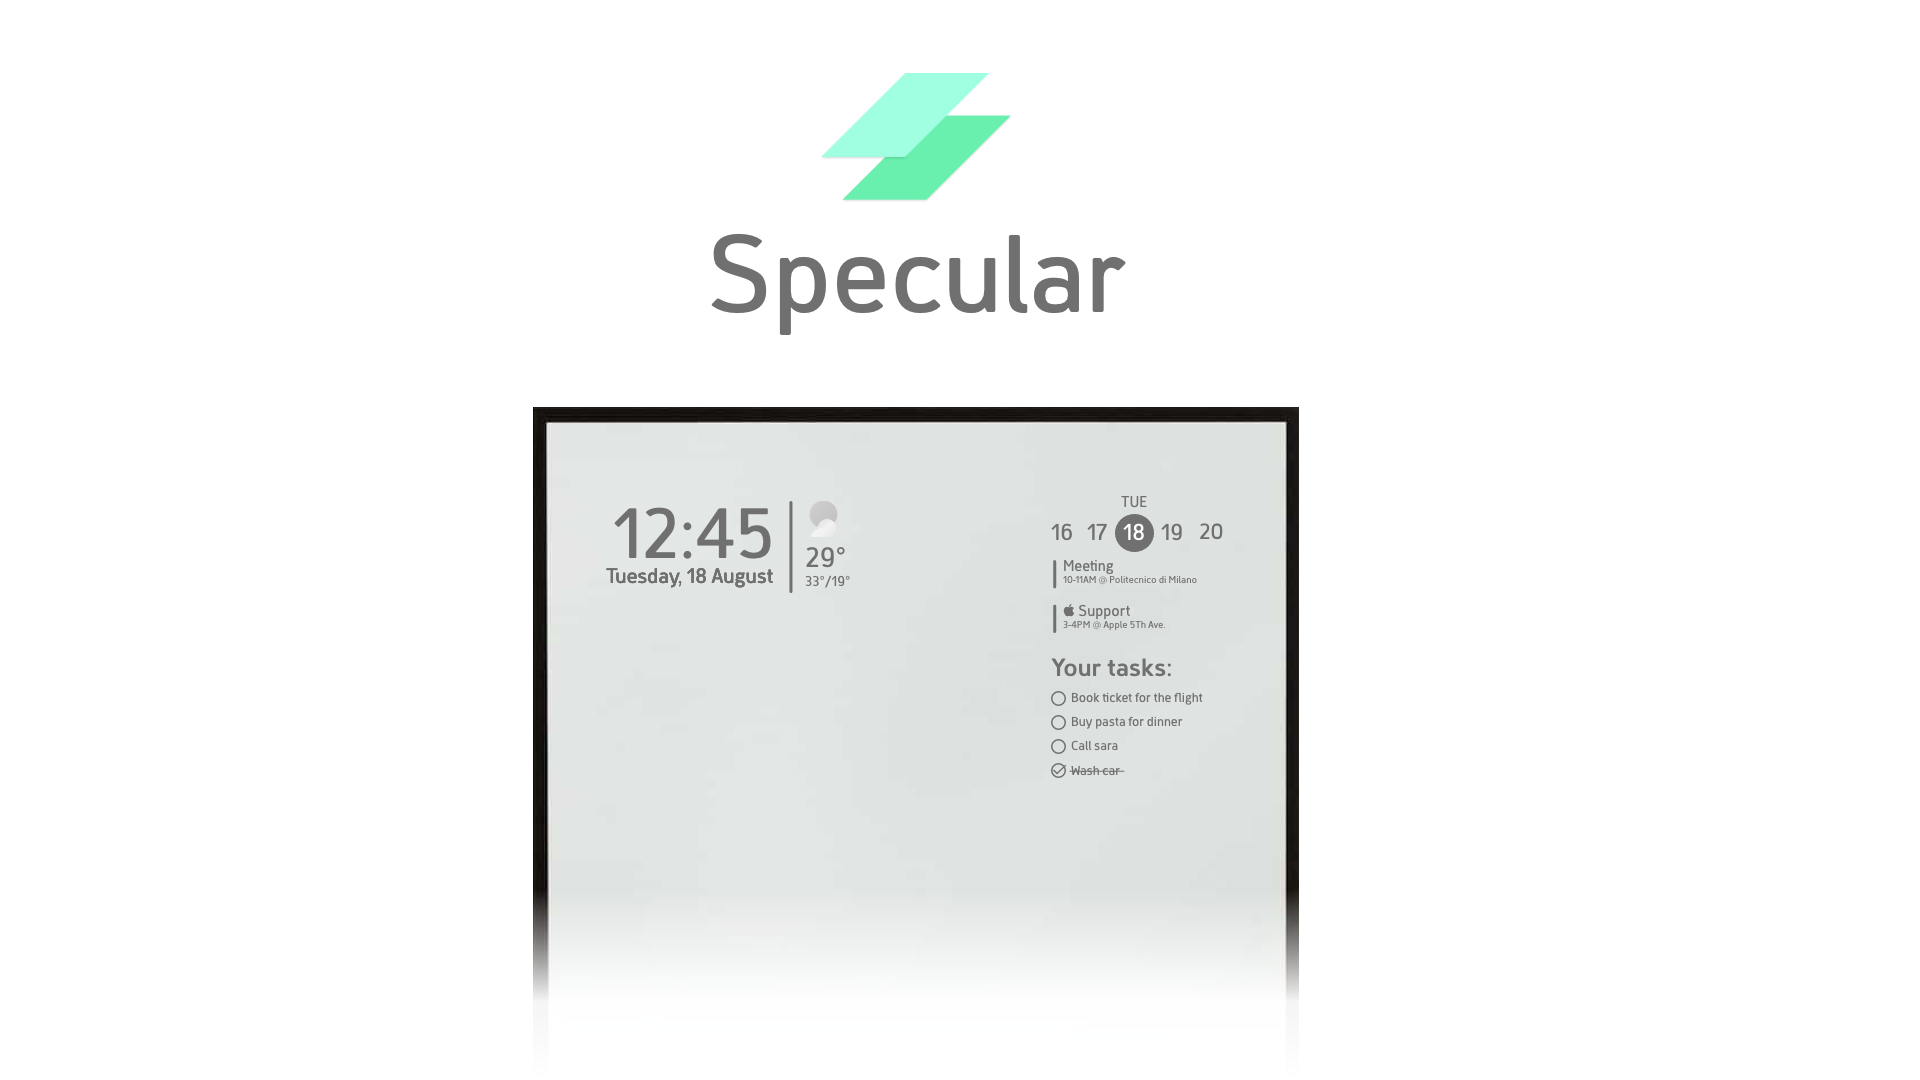 Specular
12:45
Tuesday, 18 August
29°
33°/19°
TUE
16 17 18 19 20
Meeting
10-11AM @ Politecnico di Milano
Support
3-4PM @ Apple 5Th Ave.
Your tasks:
Book ticket for the flight
Buy pasta for dinner
Call sara
Wash car